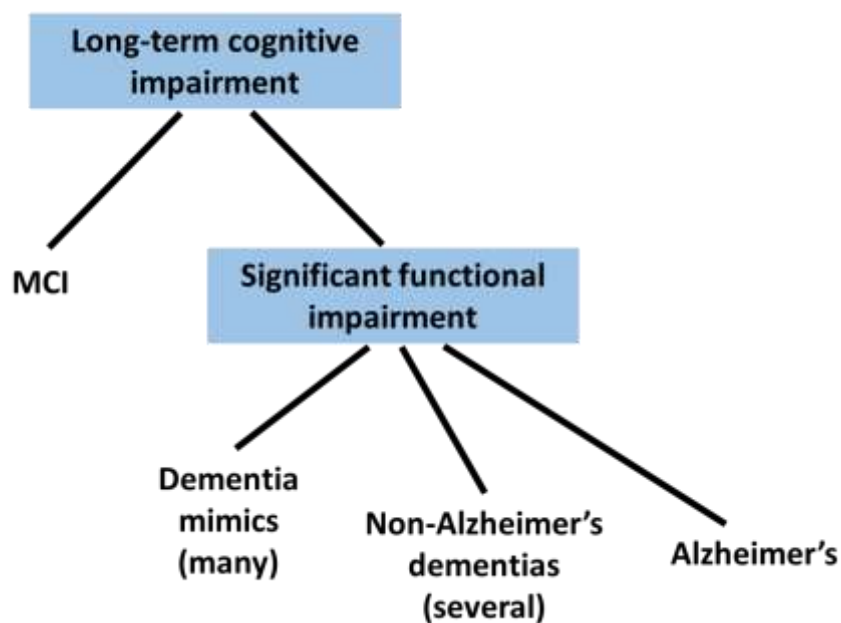 Long-term cognitive
impairment
MCI
Significant functional
impairment
Dementia
mimics
(many)
Non-Alzheimer’s
dementias
(several)
Alzheimer’s